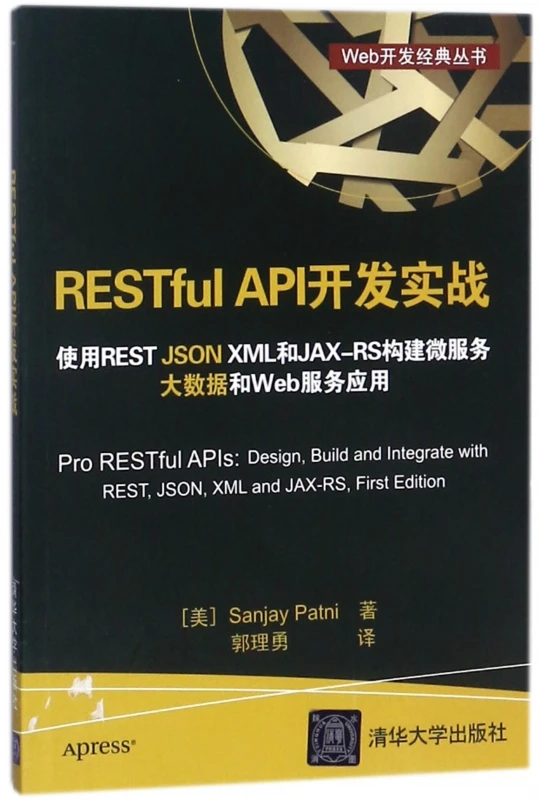 Web开发经典丛书
RESTful API开发实战
使用REST JSON XML和JAX-RS构建微服务
大数据和Web服务应用
Pro RESTful APIs: Design, Build and Integrate with
REST, JSON, XML and JAX-RS, First Edition
[美] Sanjay Patni 著
郭理勇 译
Apress®
清华大学出版社